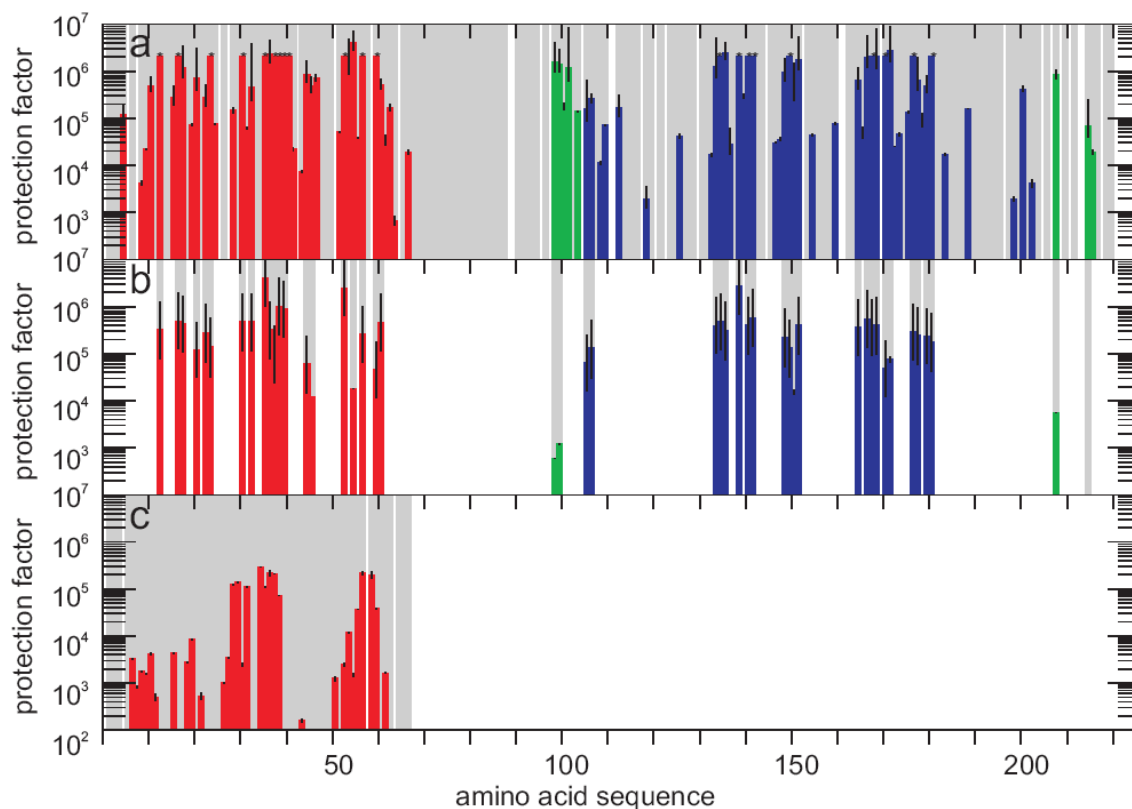 10⁷
a
10⁶
10⁵
10⁴
10³
protection factor
10⁷
b
10⁶
10⁵
10⁴
10³
protection factor
10⁷
c
10⁶
10⁵
10⁴
10³
10²
protection factor
50 100 150 200
amino acid sequence